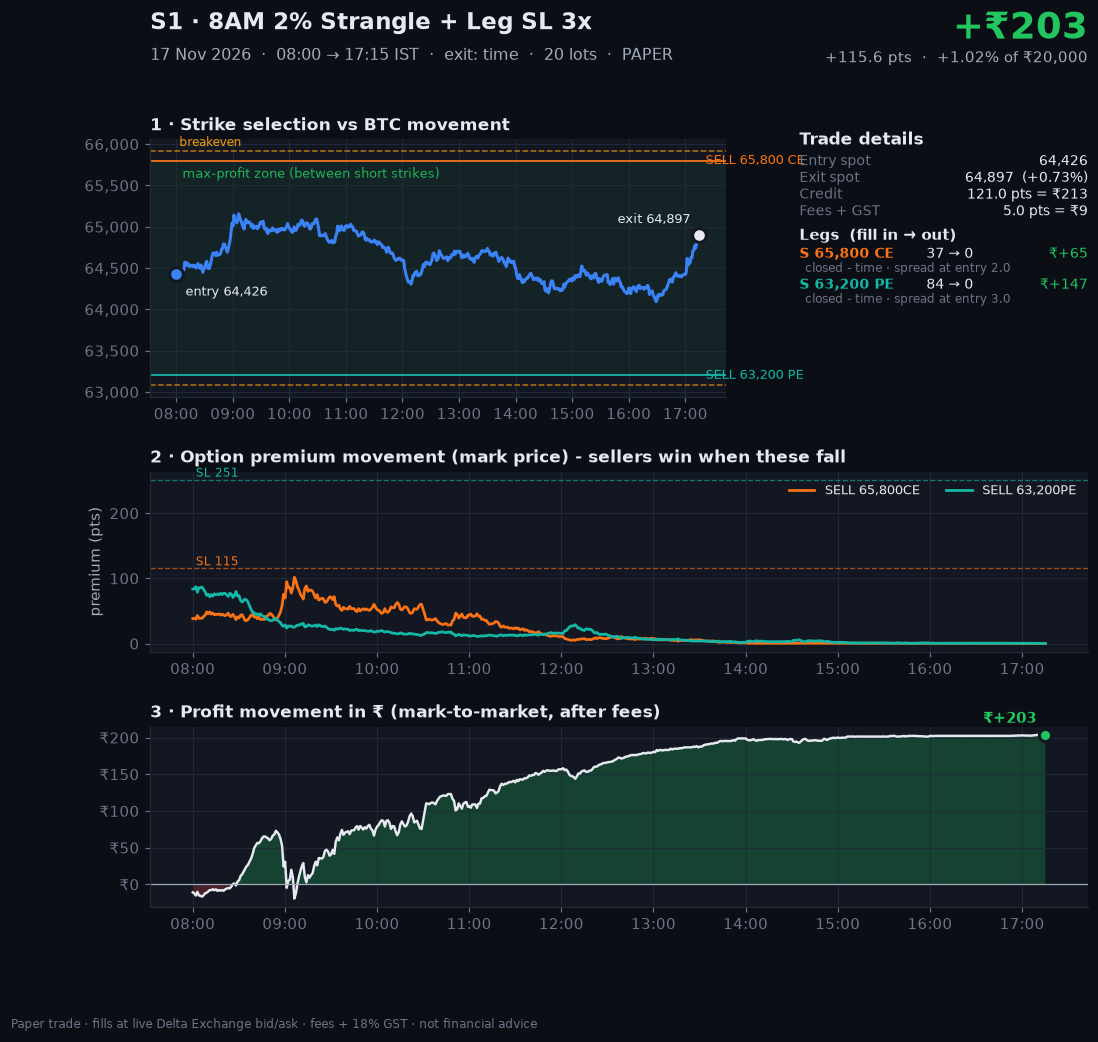 S1 · 8AM 2% Strangle + Leg SL 3x
+₹203
17 Nov 2026 · 08:00 → 17:15 IST · exit: time · 20 lots · PAPER
+115.6 pts · +1.02% of ₹20,000
1 · Strike selection vs BTC movement
66,000
65,500
65,000
64,500
64,000
63,500
63,000
breakeven
SELL 65,800 CE
max-profit zone (between short strikes)
exit 64,897
entry 64,426
SELL 63,200 PE
08:00 09:00 10:00 11:00 12:00 13:00 14:00 15:00 16:00 17:00
Trade details
Entry spot 64,426
Exit spot 64,897 (+0.73%)
Credit 121.0 pts = ₹213
Fees + GST 5.0 pts = ₹9
Legs (fill in → out)
S 65,800 CE 37 → 0 ₹+65
closed - time · spread at entry 2.0
S 63,200 PE 84 → 0 ₹+147
closed - time · spread at entry 3.0
2 · Option premium movement (mark price) - sellers win when these fall
SL 251
SELL 65,800CE SELL 63,200PE
SL 115
premium (pts)
200
100
0
08:00 09:00 10:00 11:00 12:00 13:00 14:00 15:00 16:00 17:00
3 · Profit movement in ₹ (mark-to-market, after fees)
₹+203
₹200
₹150
₹100
₹50
₹0
08:00 09:00 10:00 11:00 12:00 13:00 14:00 15:00 16:00 17:00
Paper trade · fills at live Delta Exchange bid/ask · fees + 18% GST · not financial advice